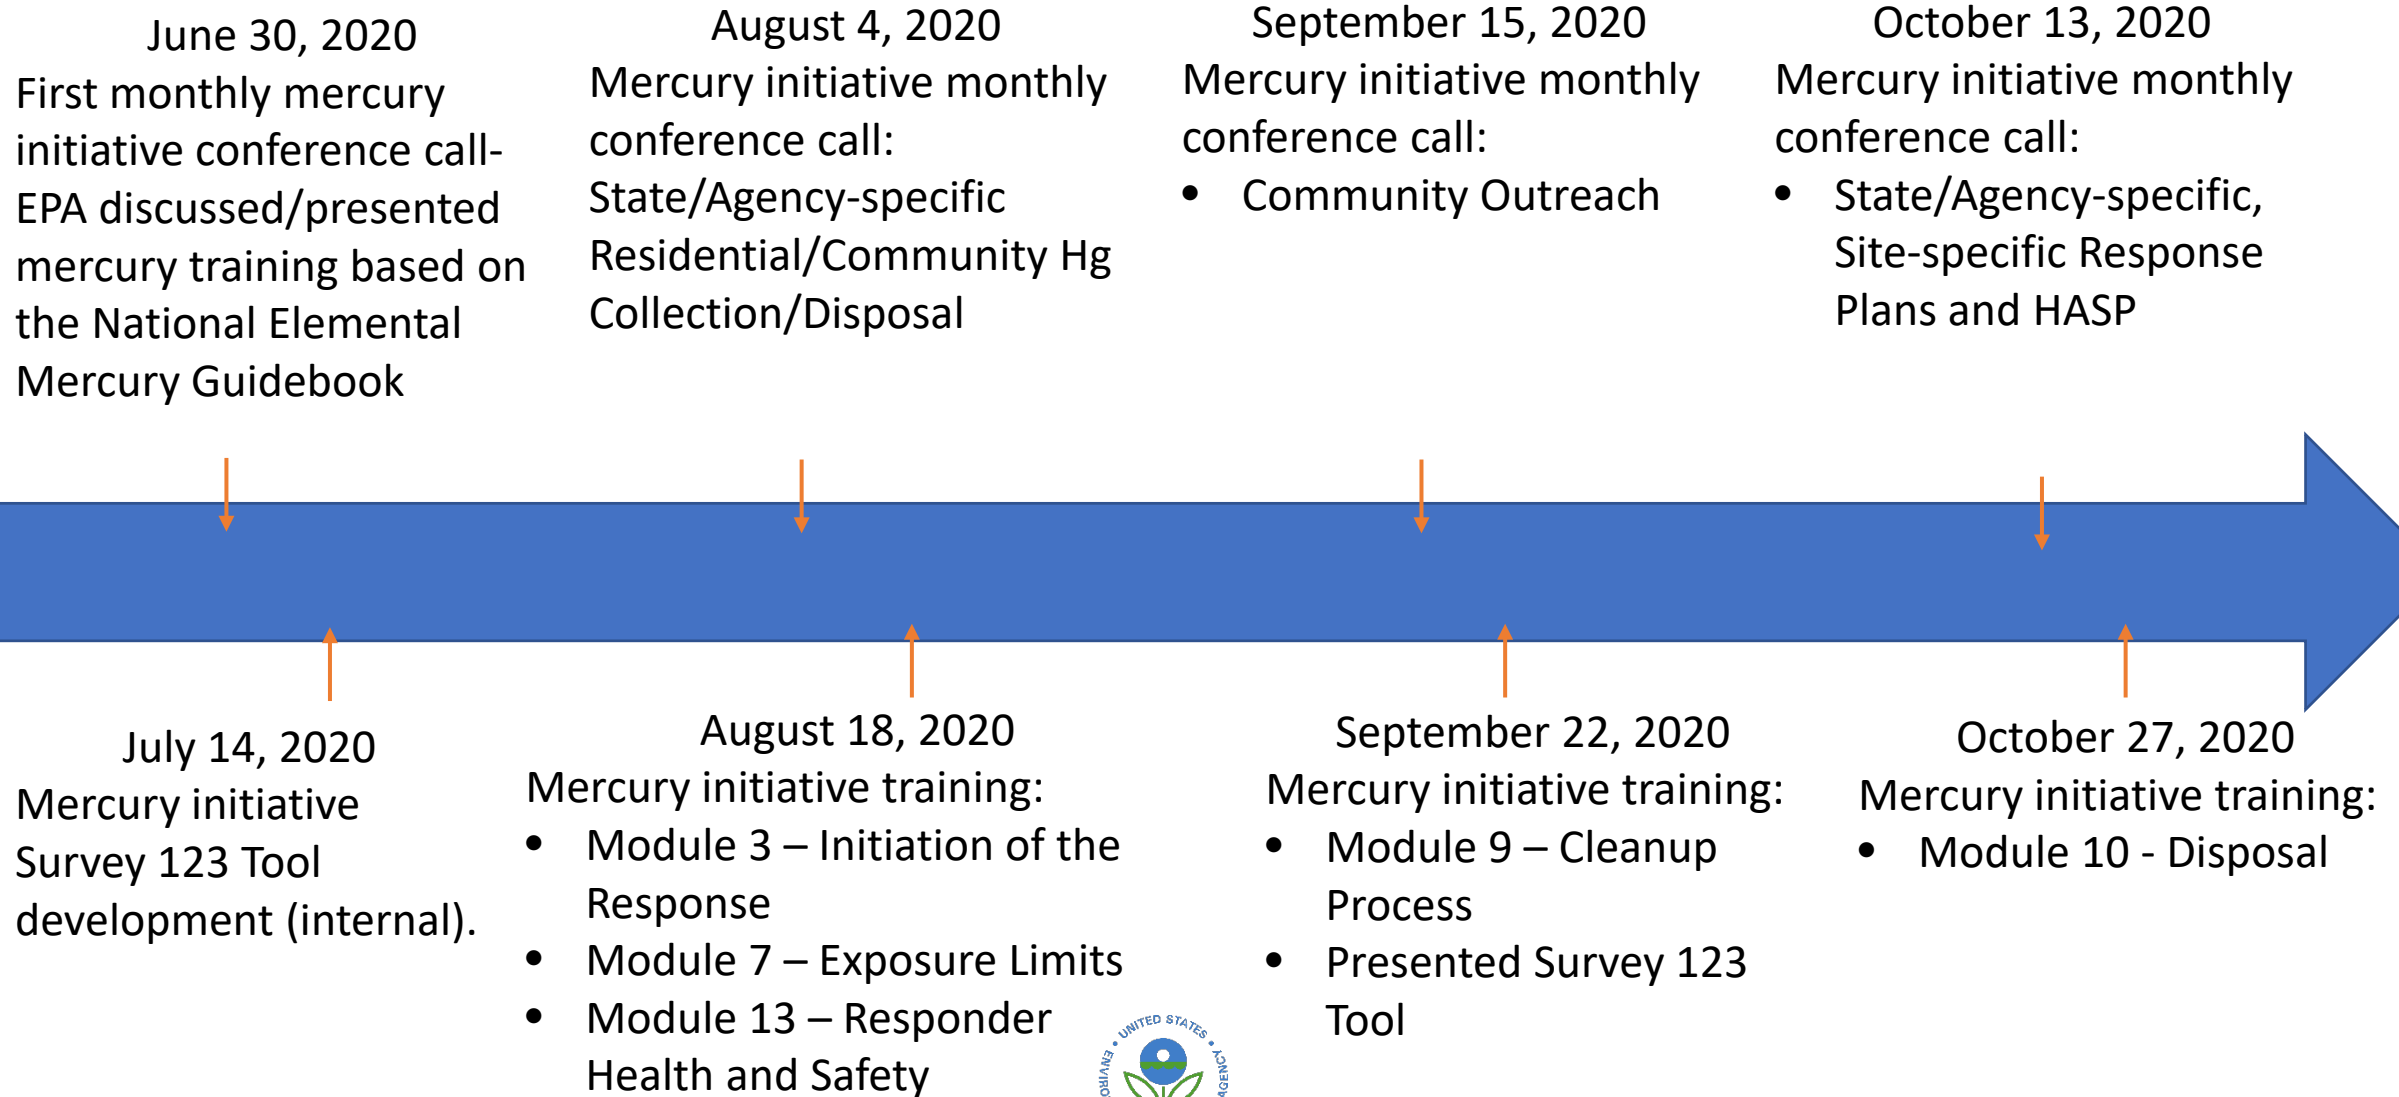 June 30, 2020
First monthly mercury
initiative conference call-
EPA discussed/presented
mercury training based on
the National Elemental
Mercury Guidebook
August 4, 2020
Mercury initiative monthly
conference call:
State/Agency-specific
Residential/Community Hg
Collection/Disposal
September 15, 2020
Mercury initiative monthly
conference call:
• Community Outreach
October 13, 2020
Mercury initiative monthly
conference call:
• State/Agency-specific,
Site-specific Response
Plans and HASP
July 14, 2020
Mercury initiative
Survey 123 Tool
development (internal).
August 18, 2020
Mercury initiative training:
• Module 3 – Initiation of the
Response
• Module 7 – Exposure Limits
• Module 13 – Responder
Health and Safety
September 22, 2020
Mercury initiative training:
• Module 9 – Cleanup
Process
• Presented Survey 123
Tool
October 27, 2020
Mercury initiative training:
• Module 10 - Disposal
UNITED STATES
AGENCY